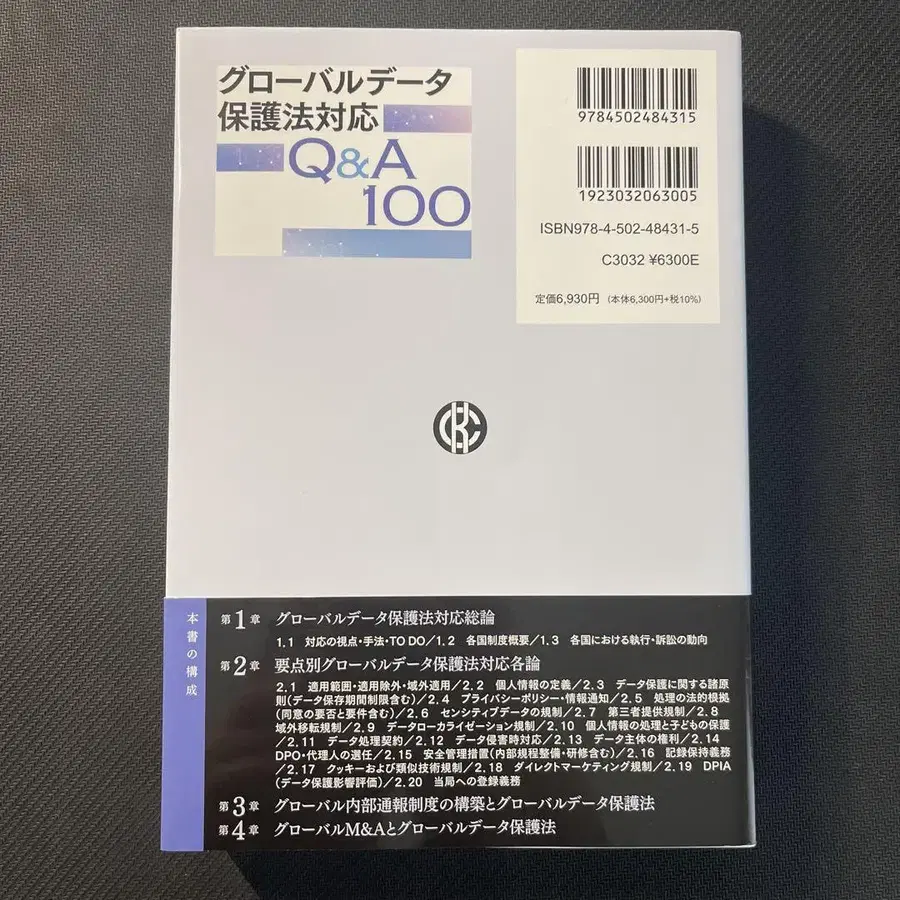 グローバルデータ
保護法対応
Q&A
100
9784502484315
1923032063005
ISBN978-4-502-48431-5
C3032 ¥6300E
定価6,930円 (本体6,300円+税10%)
本書の構成
第1章 グローバルデータ保護法対応総論
1.1 対応の視点・手法・TO DO/1.2 各国制度概要/1.3 各国における執行・訴訟の動向
第2章 要点別グローバルデータ保護法対応各論
2.1 適用範囲・適用除外・域外適用/2.2 個人情報の定義/2.3 データ保護に関する諸原
則(データ保存期間制限含む)/2.4 プライバシーポリシー・情報通知/2.5 処理の法的根拠
(同意の要否と要件含む)/2.6 センシティブデータの規制/2.7 第三者提供規制/2.8
域外移転規制/2.9 データローカライゼーション規制/2.10 個人情報の処理と子どもの保護
/2.11 データ処理契約/2.12 データ侵害時対応/2.13 データ主体の権利/2.14
DPO・代理人の選任/2.15 安全管理措置(内部規程整備・研修含む)/2.16 記録保持義務
/2.17 クッキーおよび類似技術規制/2.18 ダイレクトマーケティング規制/2.19 DPIA
(データ保護影響評価)/2.20 当局への登録義務
第3章 グローバル内部通報制度の構築とグローバルデータ保護法
第4章 グローバルM&Aとグローバルデータ保護法